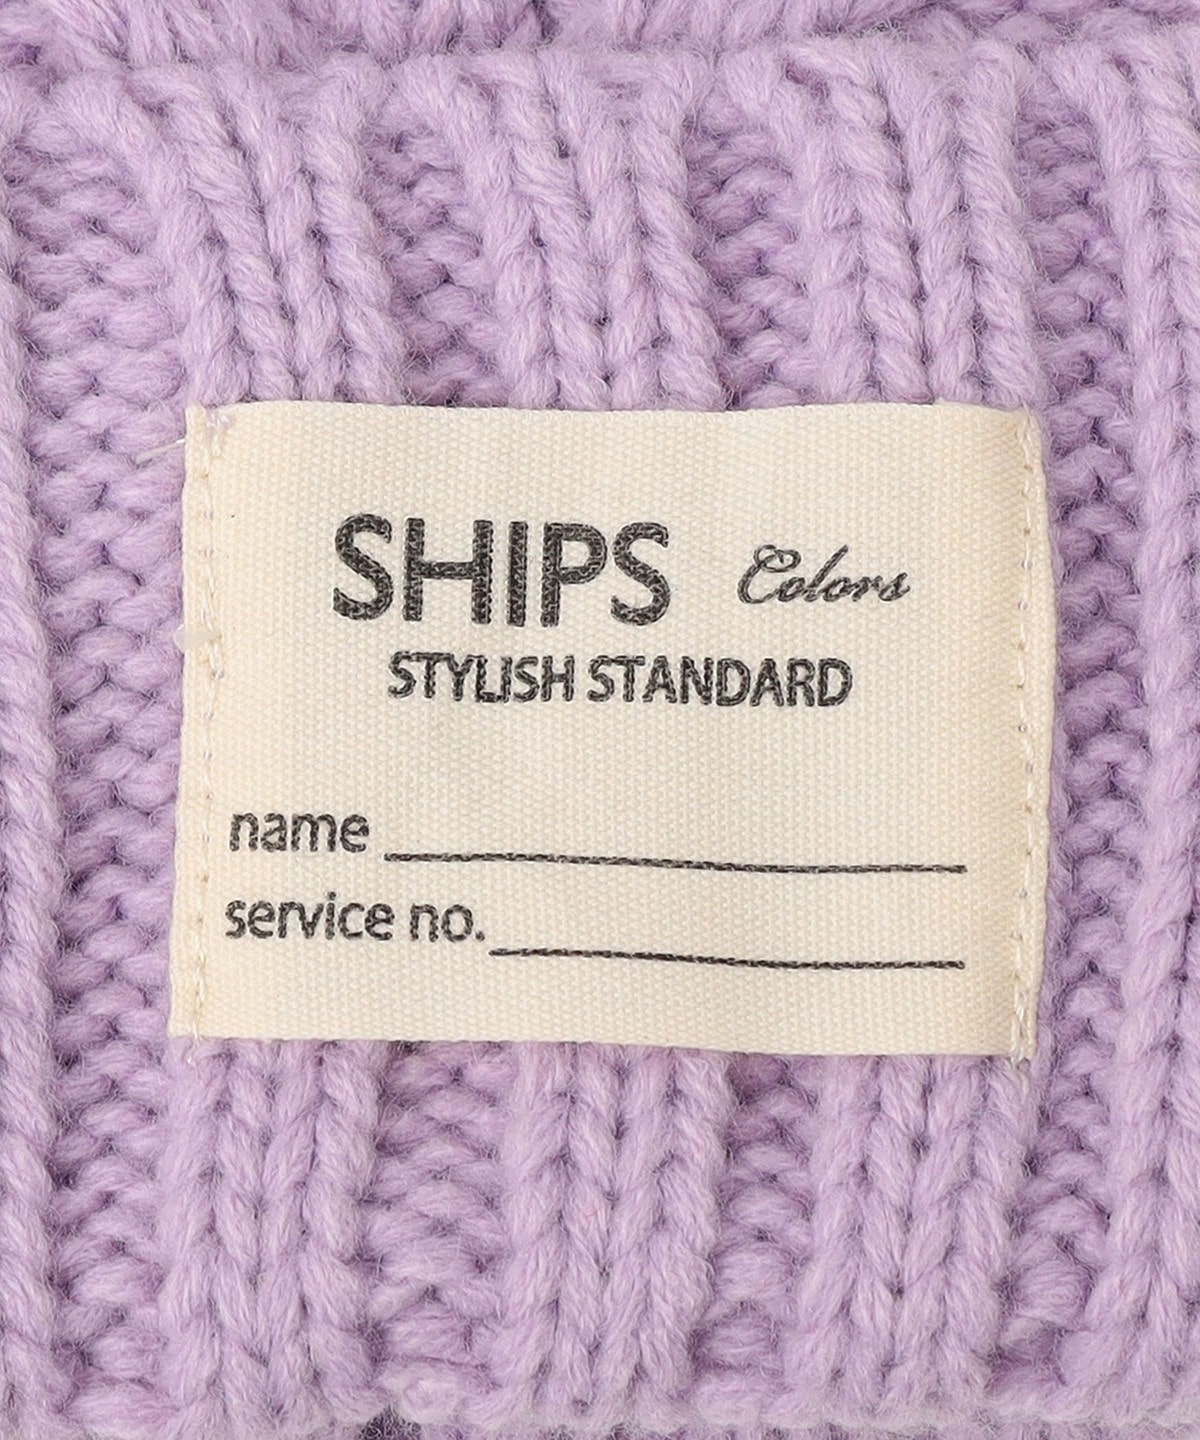 SHIPS Colors
STYLISH STANDARD
name
service no.